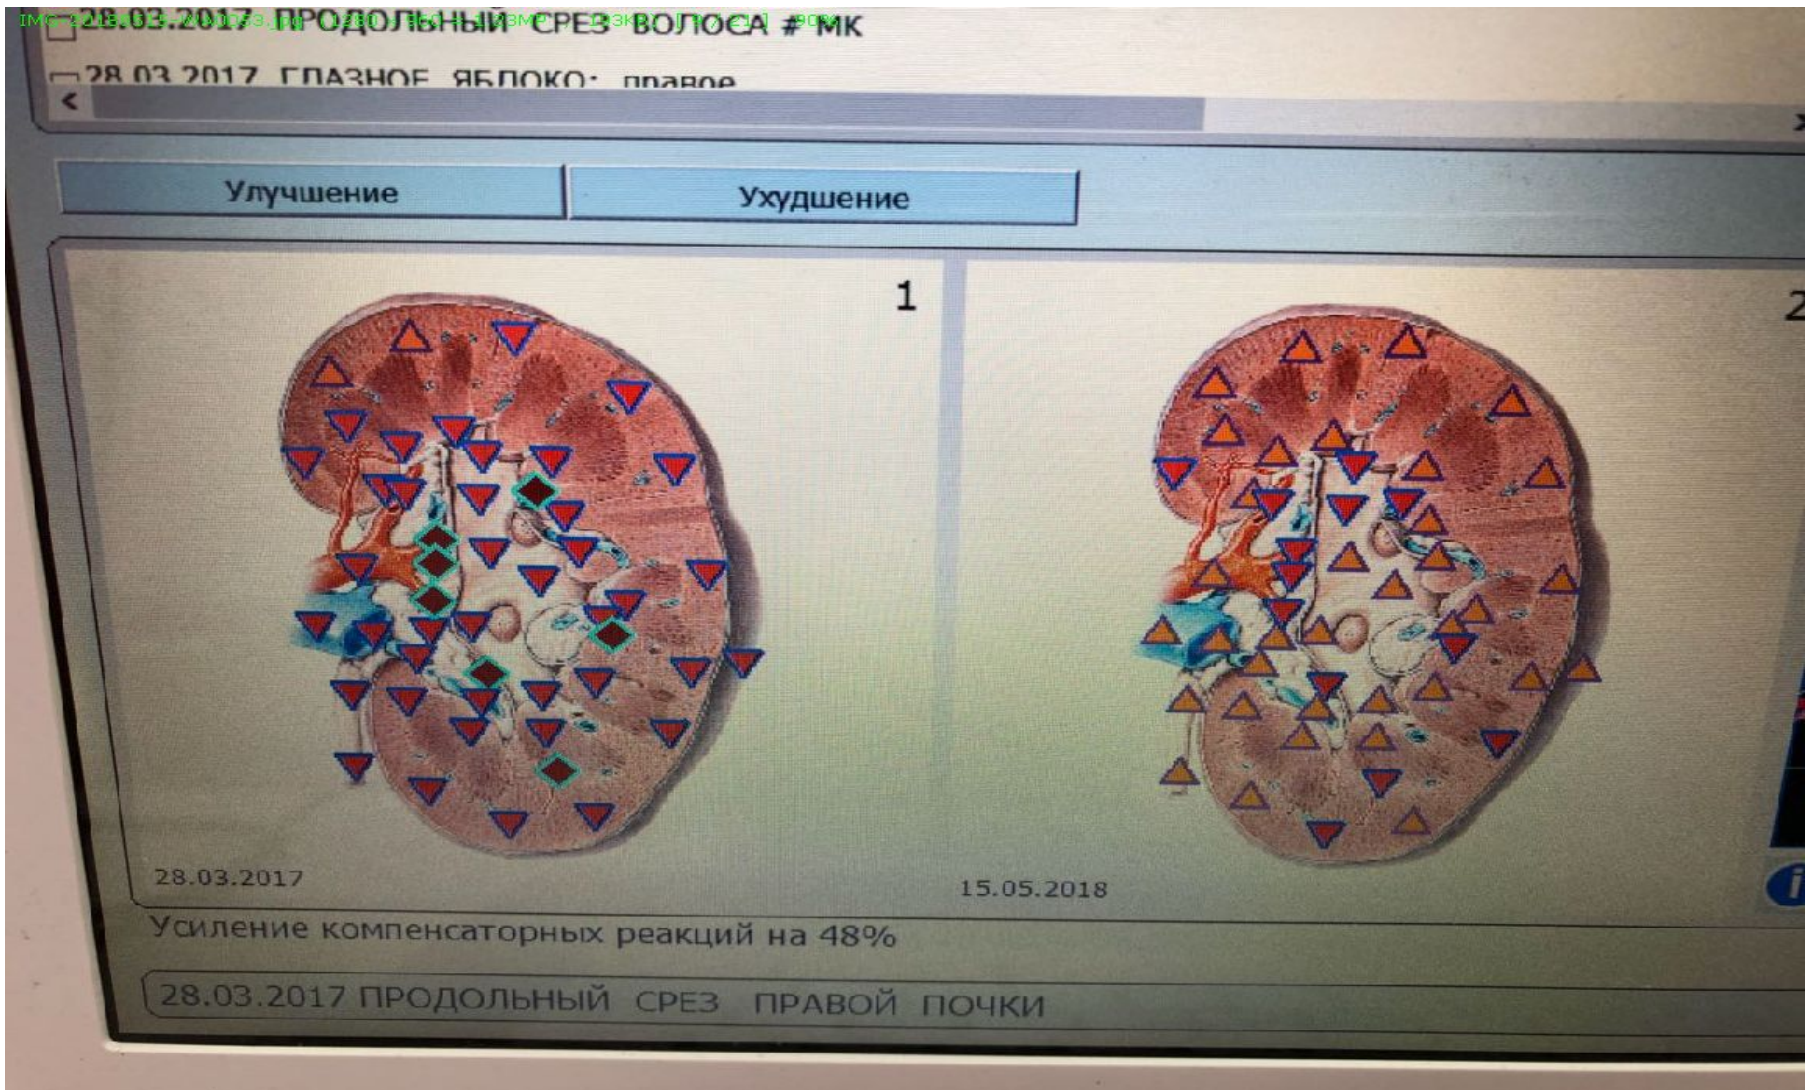 28.03.2017 ПРОДОЛЬНЫЙ СРЕЗ ВОЛОСА # МК
28.03.2017 ГЛАЗНОЕ ЯБЛОКО: правое
Улучшение
Ухудшение
1
2
28.03.2017
15.05.2018
i
Усиление компенсаторных реакций на 48%
28.03.2017 ПРОДОЛЬНЫЙ СРЕЗ ПРАВОЙ ПОЧКИ